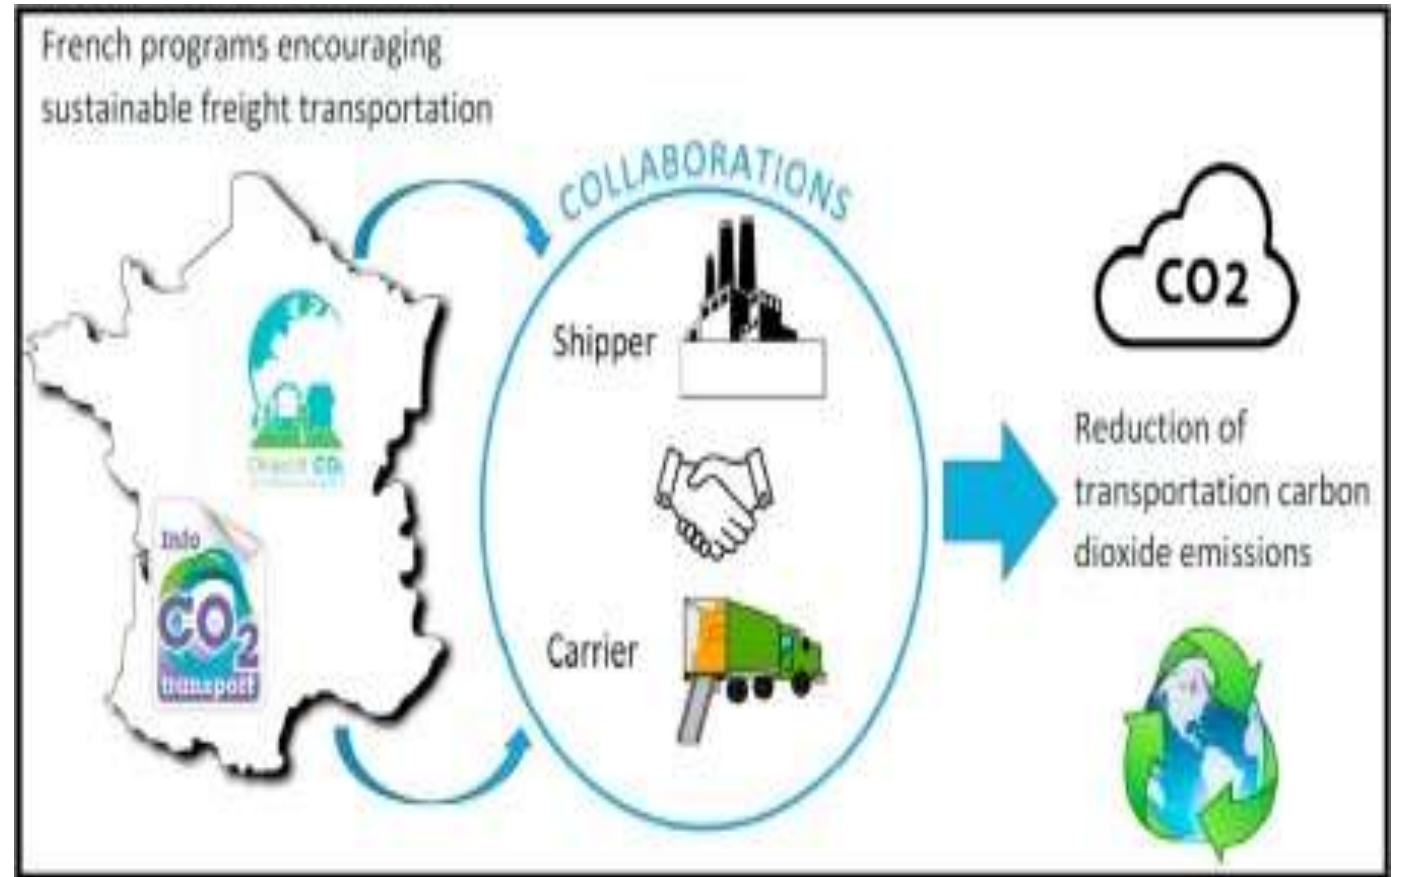 French programs encouraging
sustainable freight transportation
COLLABORATIONS
Shipper
Carrier
CO2
Info
CO2
transport
CO2
Reduction of
transportation carbon
dioxide emissions